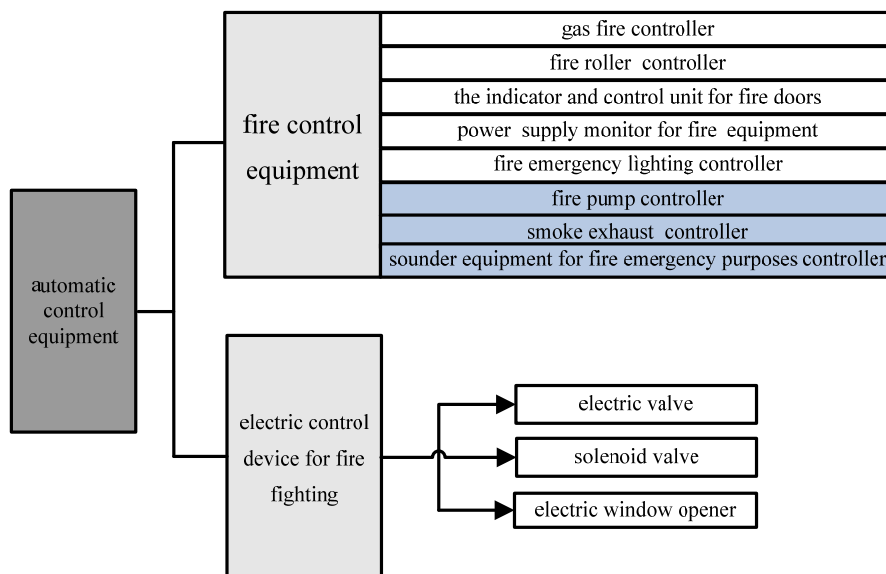 gas fire controller
fire roller controller
the indicator and control unit for fire doors
power supply monitor for fire equipment
fire emergency lighting controller
fire pump controller
smoke exhaust controller
sounder equipment for fire emergency purposes controller
fire control
equipment
automatic
control
equipment
electric control
device for fire
fighting
electric valve
solenoid valve
electric window opener